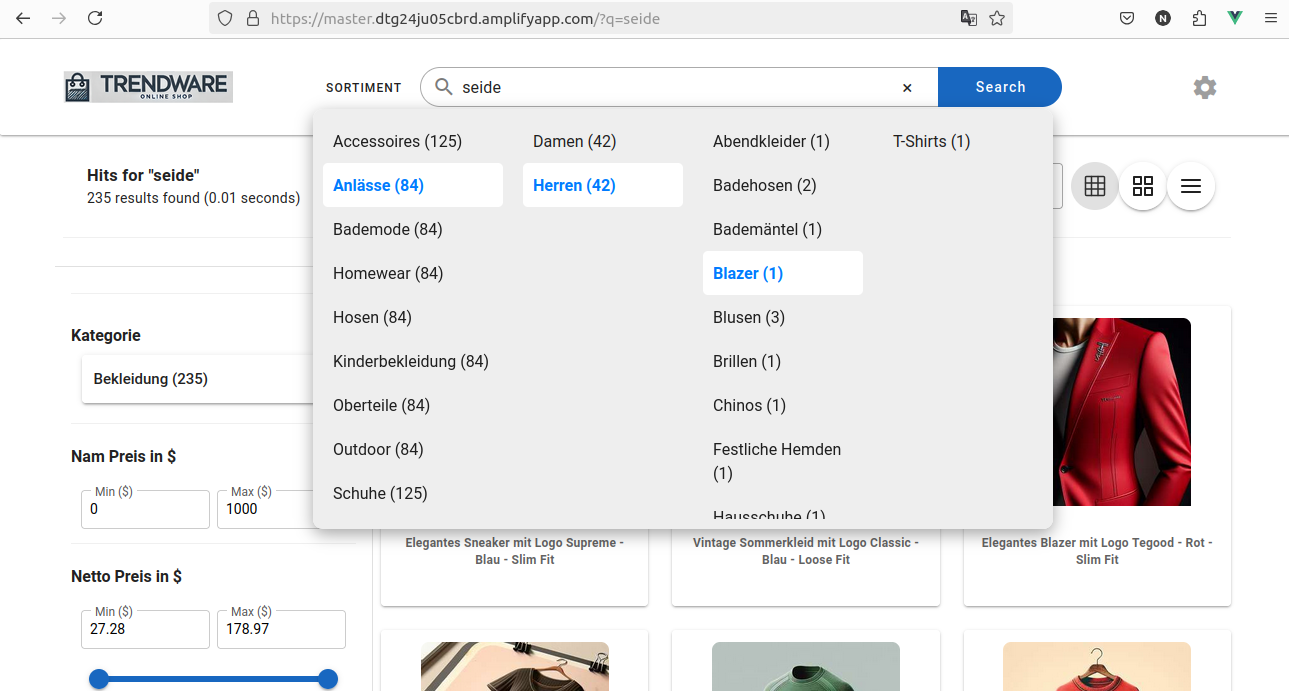 https://master.dtg24ju05cbrd.amplifyapp.com/?q=seide
N
TRENDWARE
ONLINE SHOP
SORTIMENT
seide
Search
Hits for "seide"
235 results found (0.01 seconds)
Accessoires (125)
Anlässe (84)
Bademode (84)
Homewear (84)
Hosen (84)
Kinderbekleidung (84)
Oberteile (84)
Outdoor (84)
Schuhe (125)
Damen (42)
Herren (42)
Abendkleider (1)
Badehosen (2)
Bademäntel (1)
Blazer (1)
Blusen (3)
Brillen (1)
Chinos (1)
Festliche Hemden
(1)
Hausschuhe (1)
T-Shirts (1)
Kategorie
Bekleidung (235)
Nam Preis in $
Min ($)
0
Max ($)
1000
Netto Preis in $
Min ($)
27.28
Max ($)
178.97
Elegantes Sneaker mit Logo Supreme -
Blau - Slim Fit
Vintage Sommerkleid mit Logo Classic -
Blau - Loose Fit
Elegantes Blazer mit Logo Tegood - Rot -
Slim Fit